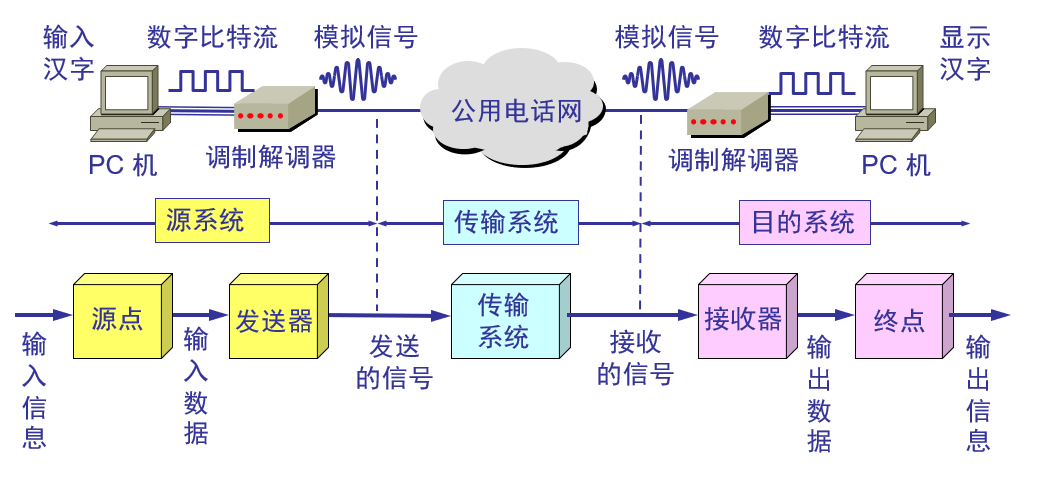 输入
汉字
数字比特流
模拟信号
模拟信号
数字比特流
显示
汉字
公用电话网
PC 机
调制解调器
调制解调器
PC 机
源系统
传输系统
目的系统
源点
发送器
传输
系统
接收器
终点
输入信息
输入数据
发送
的信号
接收
的信号
输出数据
输出信息